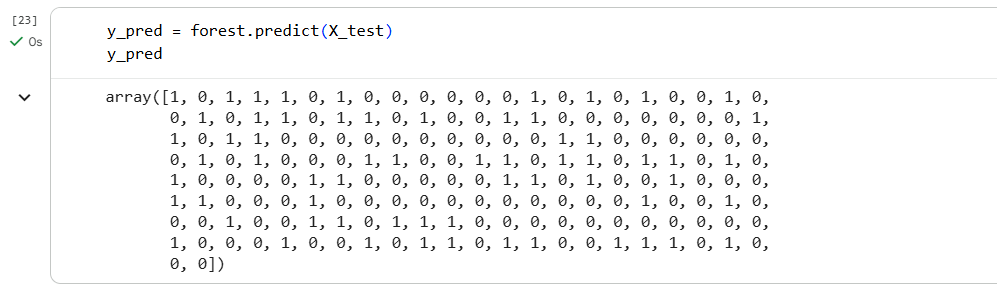 [23]
0s
y_pred = forest.predict(X_test)
y_pred
array([1, 0, 1, 1, 1, 0, 1, 0, 0, 0, 0, 0, 0, 1, 0, 1, 0, 1, 0, 0, 1, 0,
0, 1, 0, 1, 1, 0, 1, 1, 0, 1, 0, 0, 1, 1, 0, 0, 0, 0, 0, 0, 0, 1,
1, 0, 1, 1, 0, 0, 0, 0, 0, 0, 0, 0, 0, 0, 1, 1, 0, 0, 0, 0, 0, 0,
0, 1, 0, 1, 0, 0, 0, 1, 1, 0, 0, 1, 1, 0, 1, 1, 0, 1, 1, 0, 1, 0,
1, 0, 0, 0, 0, 1, 1, 0, 0, 0, 0, 0, 1, 1, 0, 1, 0, 0, 1, 0, 0, 0,
1, 1, 0, 0, 0, 1, 0, 0, 0, 0, 0, 0, 0, 0, 0, 0, 0, 1, 0, 0, 1, 0,
0, 0, 1, 0, 0, 1, 1, 0, 1, 1, 1, 0, 0, 0, 0, 0, 0, 0, 0, 0, 0, 0,
1, 0, 0, 0, 1, 0, 0, 1, 0, 1, 1, 0, 1, 1, 0, 0, 1, 1, 1, 0, 1, 0,
0, 0])